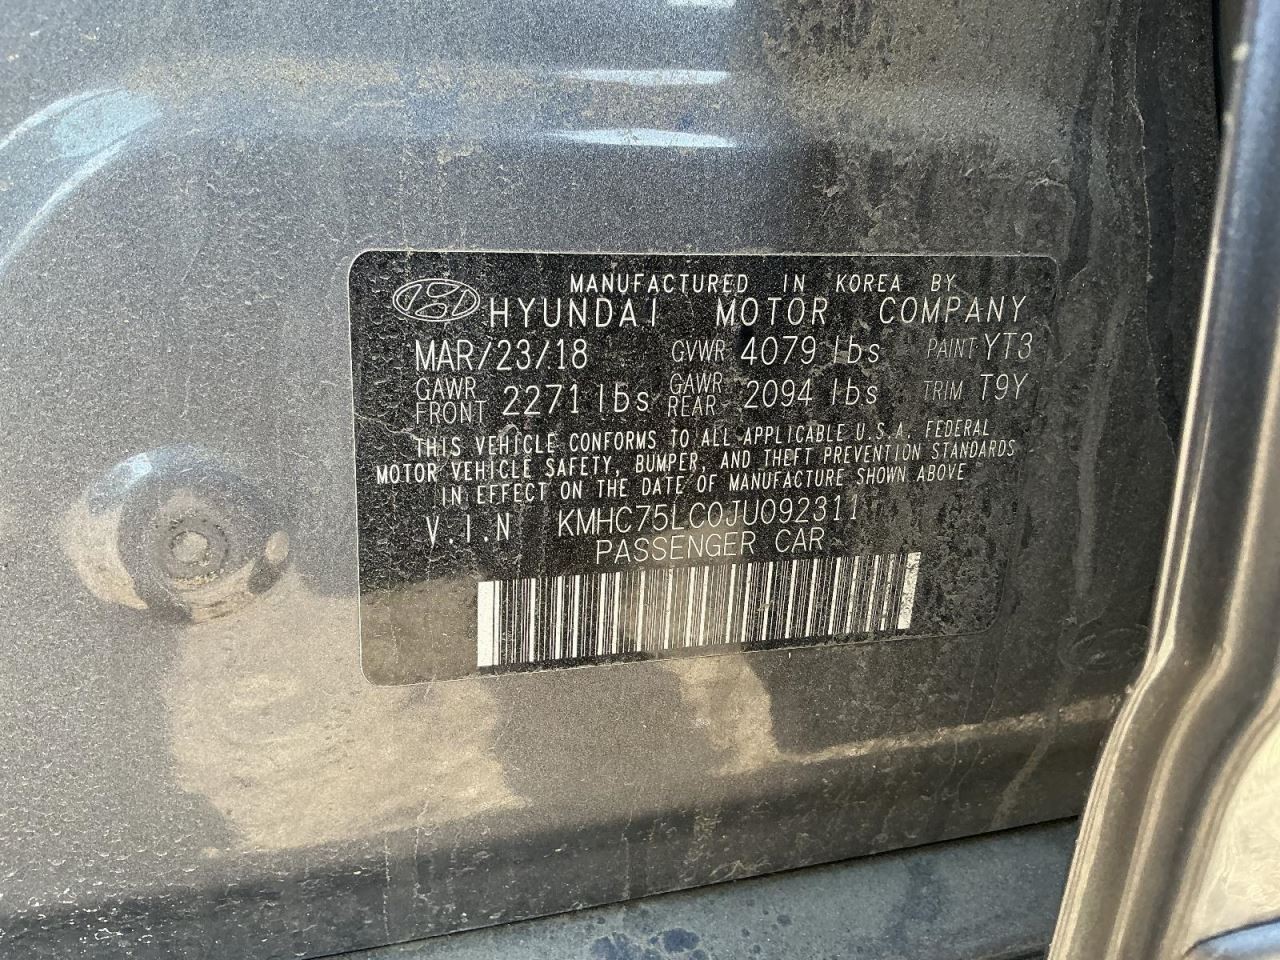 MANUFACTURED IN KOREA BY
HYUNDAI MOTOR COMPANY
MAR/23/18 GVWR 4079 lbs PAINT YT3
GAWR FRONT 2271 lbs GAWR REAR 2094 lbs TRIM T9Y
THIS VEHICLE CONFORMS TO ALL APPLICABLE U.S.A. FEDERAL
MOTOR VEHICLE SAFETY, BUMPER, AND THEFT PREVENTION STANDARDS
IN EFFECT ON THE DATE OF MANUFACTURE SHOWN ABOVE
V.I.N KMHC75LC0JU092311
PASSENGER CAR